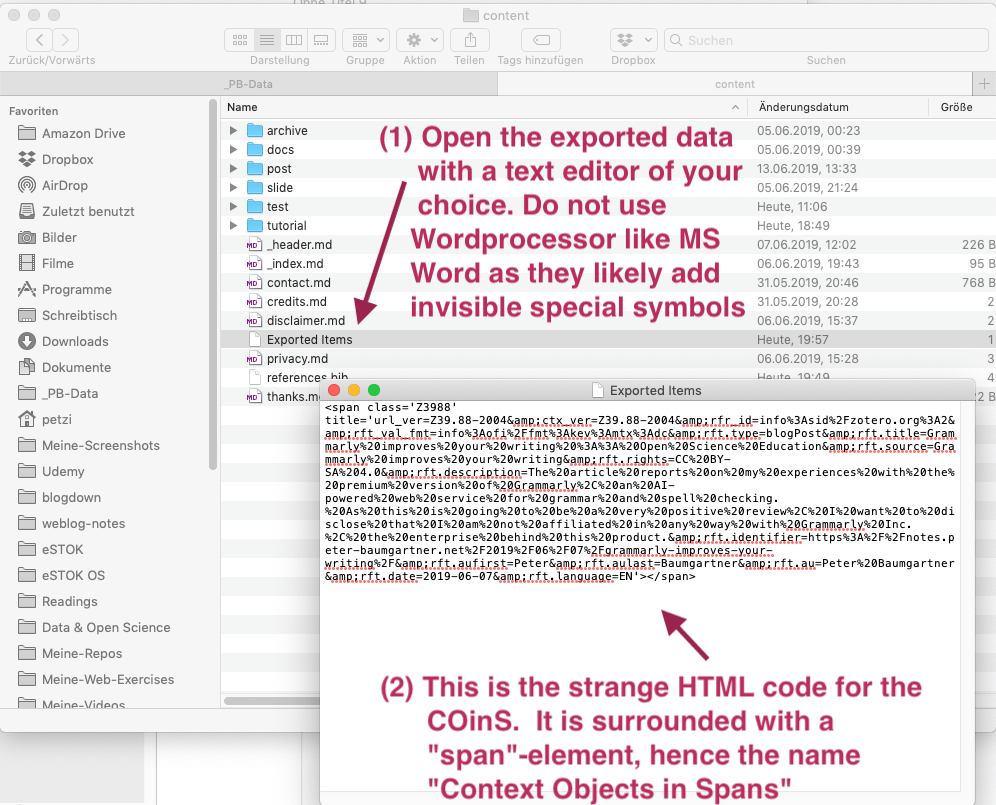 content
Zurück/Vorwärts
Darstellung
Gruppe
Aktion
Teilen
Tags hinzufügen
Dropbox
Suchen
Suchen
_PB-Data
content
Favoriten
Amazon Drive
Dropbox
AirDrop
Zuletzt benutzt
Bilder
Filme
Programme
Schreibtisch
Downloads
Dokumente
_PB-Data
petzi
Meine-Screenshots
Udemy
blogdown
weblog-notes
eSTOK
eSTOK OS
Readings
Data & Open Science
Meine-Repos
Meine-Web-Exercises
Meine-Videos
Name Änderungsdatum Größe
archive 05.06.2019, 00:23
docs 05.06.2019, 00:39
post 13.06.2019, 13:33
slide 05.06.2019, 21:24
test Heute, 11:06
tutorial Heute, 18:49
_header.md 07.06.2019, 12:02 226 B
_index.md 06.06.2019, 19:43 95 B
contact.md 31.05.2019, 20:46 768 B
credits.md 31.05.2019, 20:28 2
disclaimer.md 06.06.2019, 15:37 2
Exported Items Heute, 19:57 1
privacy.md 06.06.2019, 15:28 3
references.bib Heute, 19:49 4
thanks.m 2 B
(1) Open the exported data
with a text editor of your
choice. Do not use
Wordprocessor like MS
Word as they likely add
invisible special symbols
Exported Items
<span class='Z3988'
title='url_ver=Z39.88-2004&amp;ctx_ver=Z39.88-2004&amp;rfr_id=info%3Asid%2Fzotero.org%3A2&
amp;rft_val_fmt=info%3Aofi%2Ffmt%3Akev%3Amtx%3Adc&amp;rft.type=blogPost&amp;rft.title=Gram
marly%20improves%20your%20writing%20%3A%3A%20Open%20Science%20Education&amp;rft.source=Gra
mmarly%20improves%20your%20writing&amp;rft.rights=CC%20BY-
SA%204.0&amp;rft.description=The%20article%20reports%20on%20my%20experiences%20with%20the%
20premium%20version%20of%20Grammarly%2C%20an%20AI-
powered%20web%20service%20for%20grammar%20and%20spell%20checking.
%20As%20this%20is%20going%20to%20be%20a%20very%20positive%20review%2C%20I%20want%20to%20di
sclose%20that%20I%20am%20not%20affiliated%20in%20any%20way%20with%20Grammarly%20Inc.
%2C%20the%20enterprise%20behind%20this%20product.&amp;rft.identifier=https%3A%2F%2Fnotes.p
eter-baumgartner.net%2F2019%2F06%2F07%2Fgrammarly-improves-your-
writing%2F&amp;rft.aufirst=Peter&amp;rft.aulast=Baumgartner&amp;rft.au=Peter%20Baumgartner
&amp;rft.date=2019-06-07&amp;rft.language=EN'></span>
(2) This is the strange HTML code for the
COinS. It is surrounded with a
"span"-element, hence the name
"Context Objects in Spans"